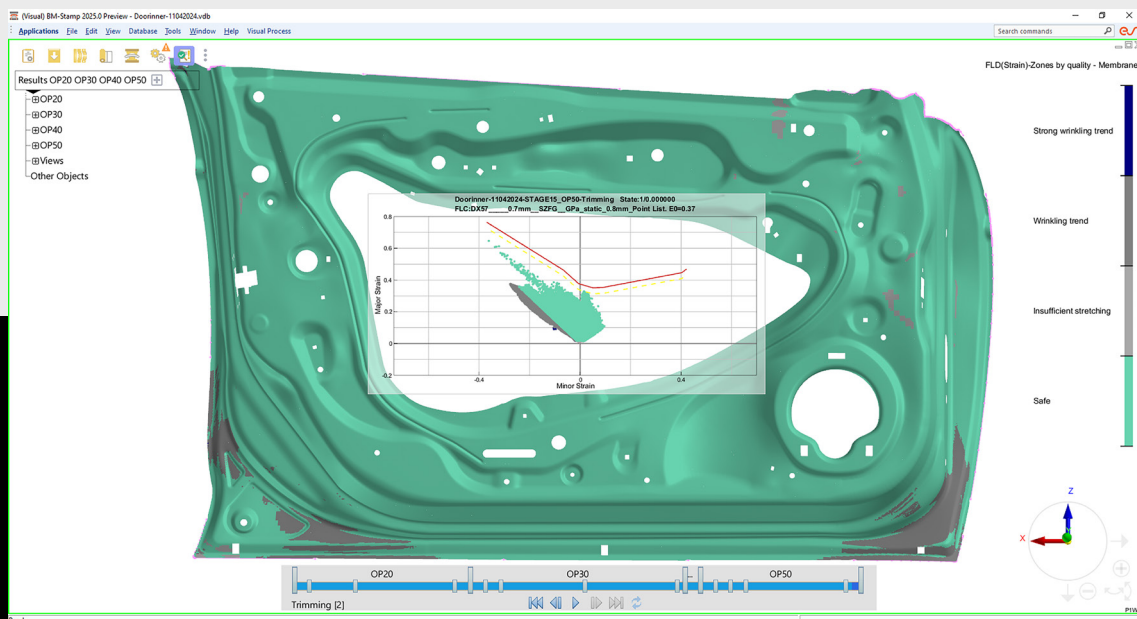 (Visual) BM-Stamp 2025.0 Preview - Doorinner-11042024.vdb
Applications File Edit View Database Tools Window Help Visual Process
Search commands
Results OP20 OP30 OP40 OP50
OP20
OP30
OP40
OP50
Views
Other Objects
FLD(Strain)-Zones by quality - Membrane
Strong wrinkling trend
Wrinkling trend
Insufficient stretching
Safe
Doorinner-11042024-STAGE15_OP50-Trimming State:1/0.000000
FLC:DX57____0.7mm__SZFG__GPa_static_0.8mm_Point List. E0=0.37
Major Strain
0.8
0.6
0.4
0.2
0
-0.2
-0.4
0
0.4
Minor Strain
Z
X
OP20 OP30 OP50
Trimming [2]